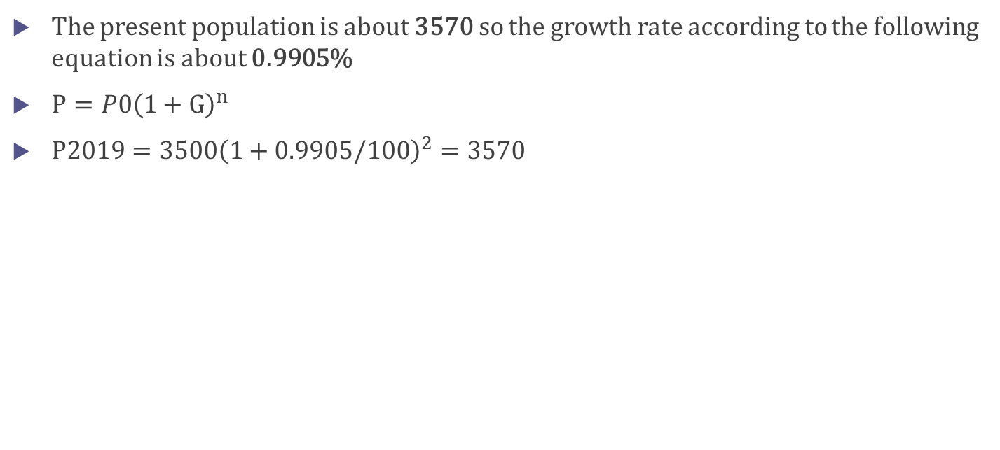 The present population is about 3570 so the growth rate according to the following
equation is about 0.9905%
P = P0(1 + G)ⁿ
P2019 = 3500(1 + 0.9905/100)² = 3570